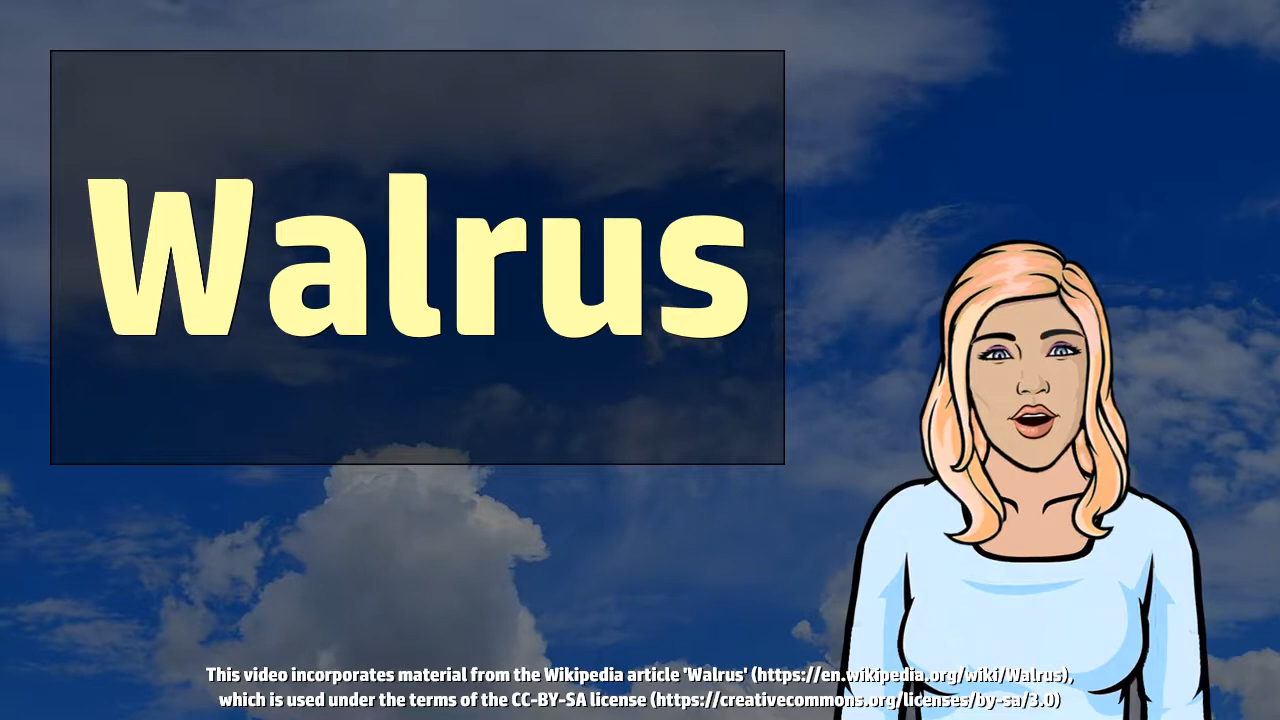 Walrus
This video incorporates material from the Wikipedia article 'Walrus' (https://en.wikipedia.org/wiki/Walrus),
which is used under the terms of the CC-BY-SA license (https://creativecommons.org/licenses/by-sa/3.0)